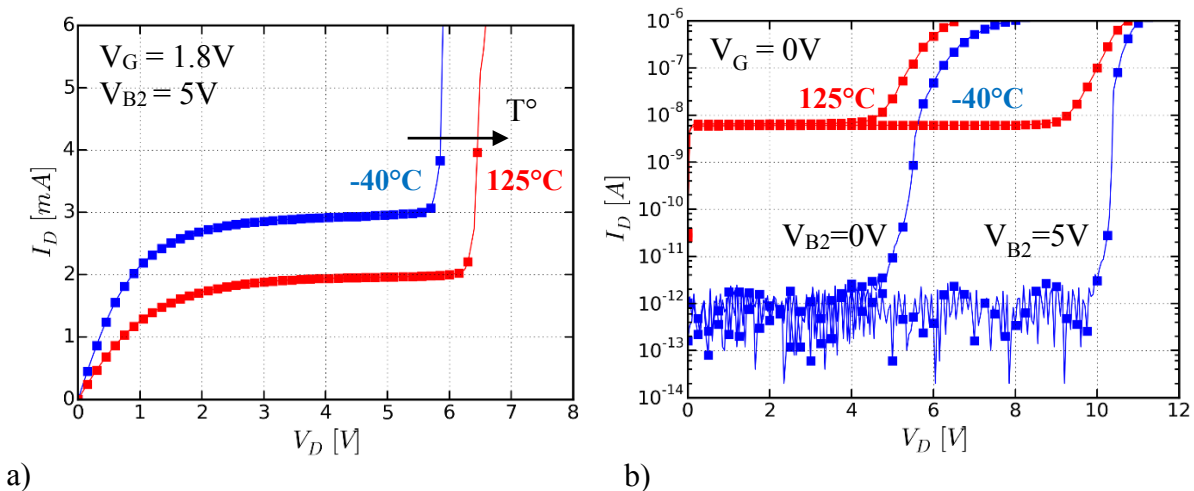 V_G = 1.8V
V_B2 = 5V
T°
-40°C
125°C
I_D [mA]
6
5
4
3
2
1
0
0 1 2 3 4 5 6 7 8
V_D [V]
a)
V_G = 0V
125°C
-40°C
V_B2=0V
V_B2=5V
I_D [A]
10^-6
10^-7
10^-8
10^-9
10^-10
10^-11
10^-12
10^-13
10^-14
0 2 4 6 8 10 12
V_D [V]
b)